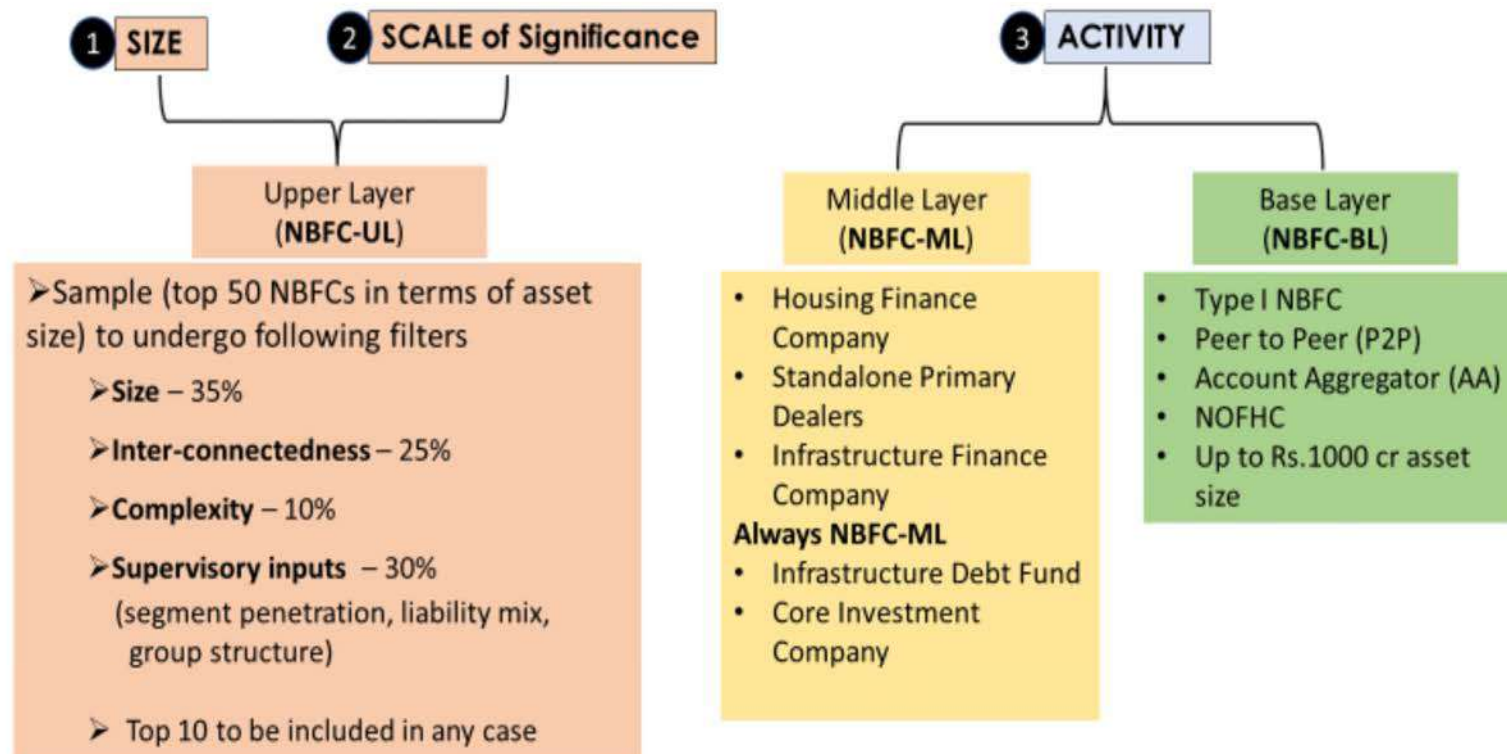 1 SIZE
2 SCALE of Significance
3 ACTIVITY
Upper Layer
(NBFC-UL)
➤Sample (top 50 NBFCs in terms of asset
size) to undergo following filters
➤Size – 35%
➤Inter-connectedness – 25%
➤Complexity – 10%
➤Supervisory inputs – 30%
(segment penetration, liability mix,
group structure)
➤ Top 10 to be included in any case
Middle Layer
(NBFC-ML)
• Housing Finance
Company
• Standalone Primary
Dealers
• Infrastructure Finance
Company
Always NBFC-ML
• Infrastructure Debt Fund
• Core Investment
Company
Base Layer
(NBFC-BL)
• Type I NBFC
• Peer to Peer (P2P)
• Account Aggregator (AA)
• NOFHC
• Up to Rs.1000 cr asset
size